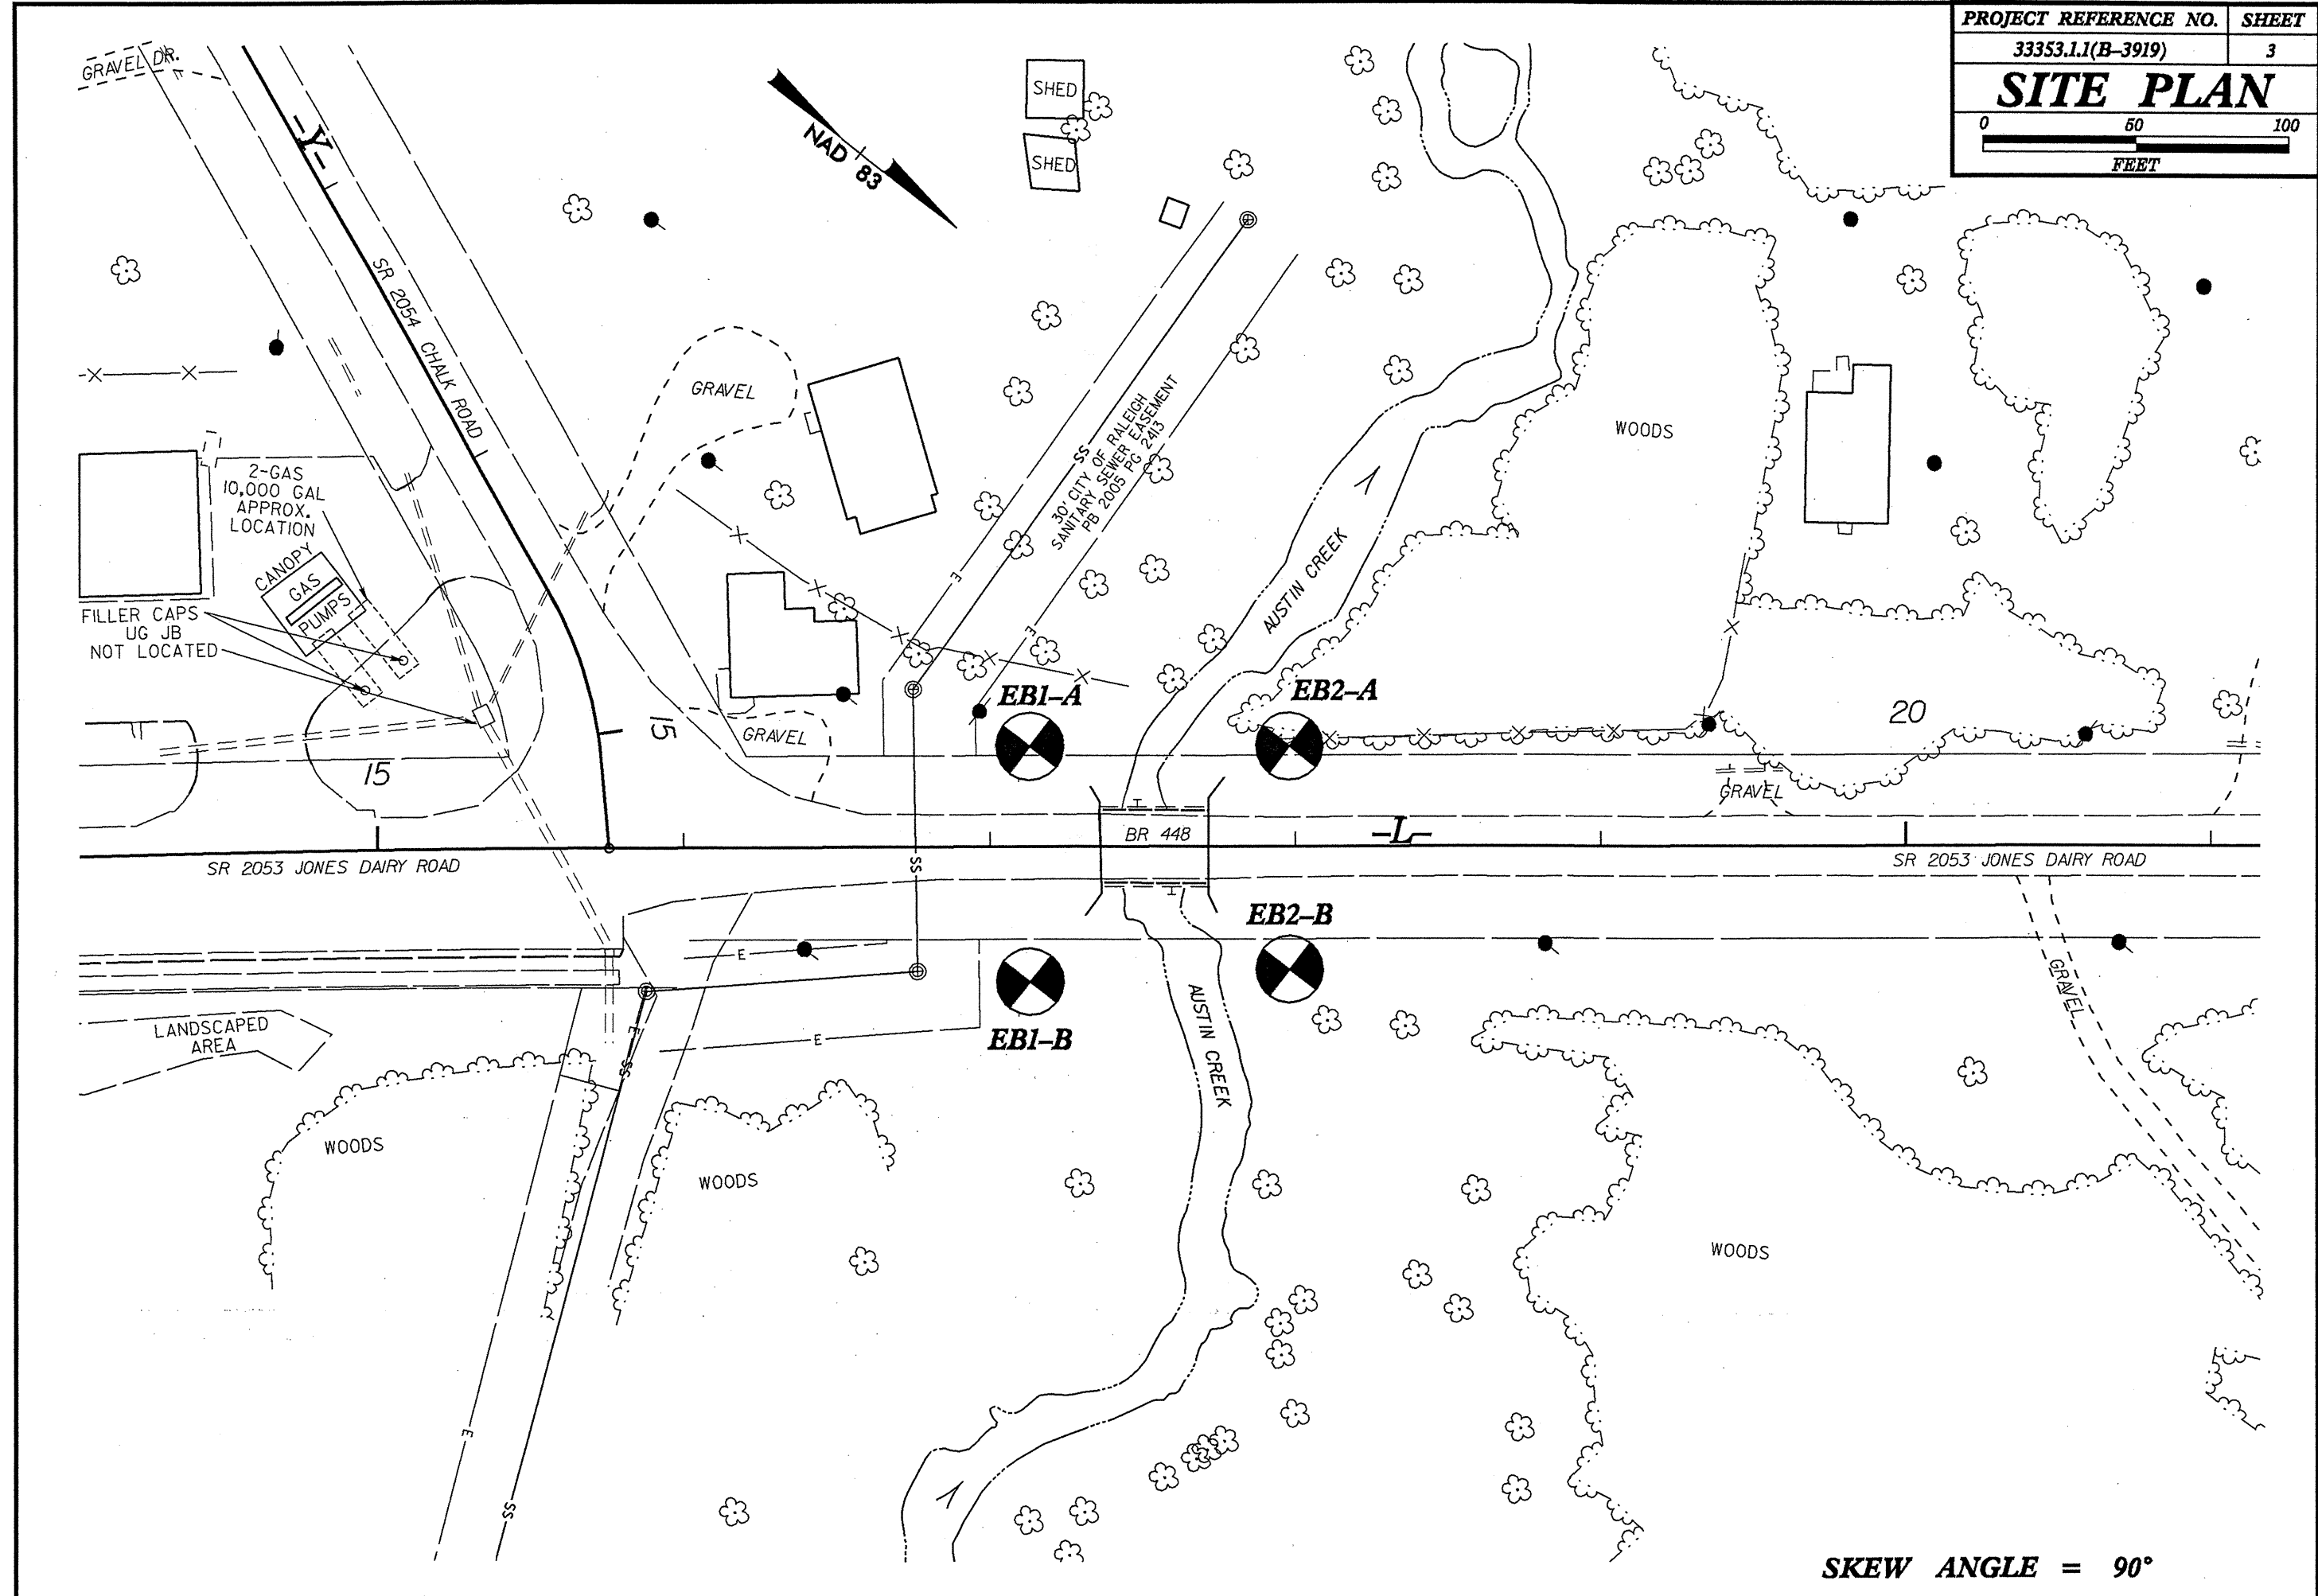 PROJECT REFERENCE NO. SHEET
33353.1.1(B-3919) 3
SITE PLAN
0 50 100
FEET
GRAVEL DR.
-Y-
NAD 83
SHED
SHED
SR 2054 CHALK ROAD
GRAVEL
2-GAS
10,000 GAL
APPROX.
LOCATION
CANOPY
GAS
PUMPS
FILLER CAPS
UG JB
NOT LOCATED
SS
30' CITY OF RALEIGH
SANITARY SEWER EASEMENT
PB 2005 PG 2413
E
E
AUSTIN CREEK
WOODS
EB1-A
EB2-A
15
GRAVEL
15
20
GRAVEL
BR 448
-L-
SR 2053 JONES DAIRY ROAD
SR 2053 JONES DAIRY ROAD
SS
EB2-B
E
EB1-B
E
AUSTIN CREEK
GRAVEL
LANDSCAPED
AREA
E
SS
WOODS
WOODS
WOODS
E
SS
SKEW ANGLE = 90°